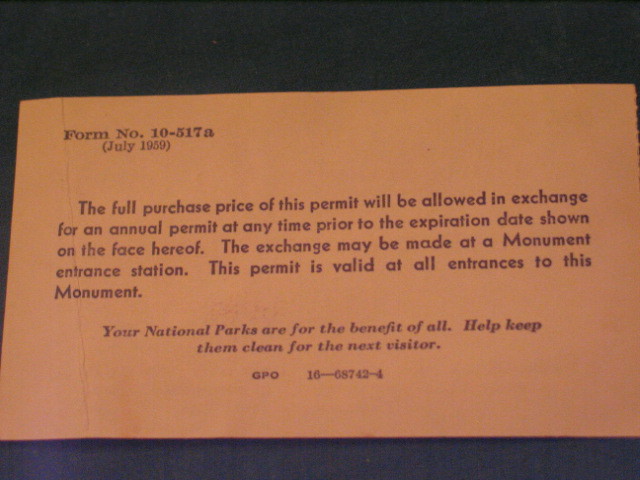 Form No. 10-517a
(July 1959)
The full purchase price of this permit will be allowed in exchange
for an annual permit at any time prior to the expiration date shown
on the face hereof. The exchange may be made at a Monument
entrance station. This permit is valid at all entrances to this
Monument.
Your National Parks are for the benefit of all. Help keep
them clean for the next visitor.
GPO 16—68742-4